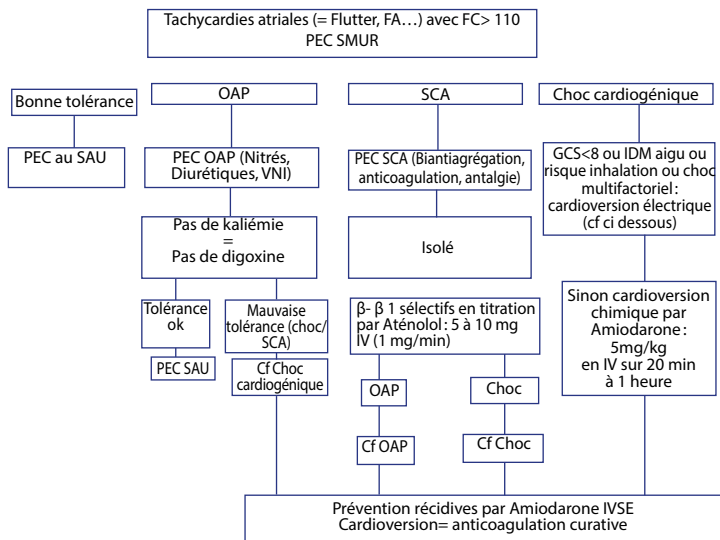 Tachycardies atriales (= Flutter, FA…) avec FC> 110
PEC SMUR
Bonne tolérance
OAP
SCA
Choc cardiogénique
PEC au SAU
PEC OAP (Nitrés,
Diurétiques, VNI)
PEC SCA (Biantiagrégation,
anticoagulation, antalgie)
GCS<8 ou IDM aigu ou
risque inhalation ou choc
multifactoriel :
cardioversion électrique
(cf ci dessous)
Pas de kaliémie
=
Pas de digoxine
Isolé
Tolérance
ok
Mauvaise
tolérance (choc/
SCA)
β- β 1 sélectifs en titration
par Aténolol : 5 à 10 mg
IV (1 mg/min)
Sinon cardioversion
chimique par
Amiodarone :
5mg/kg
en IV sur 20 min
à 1 heure
PEC SAU
Cf Choc
cardiogénique
OAP
Choc
Cf OAP
Cf Choc
Prévention récidives par Amiodarone IVSE
Cardioversion= anticoagulation curative